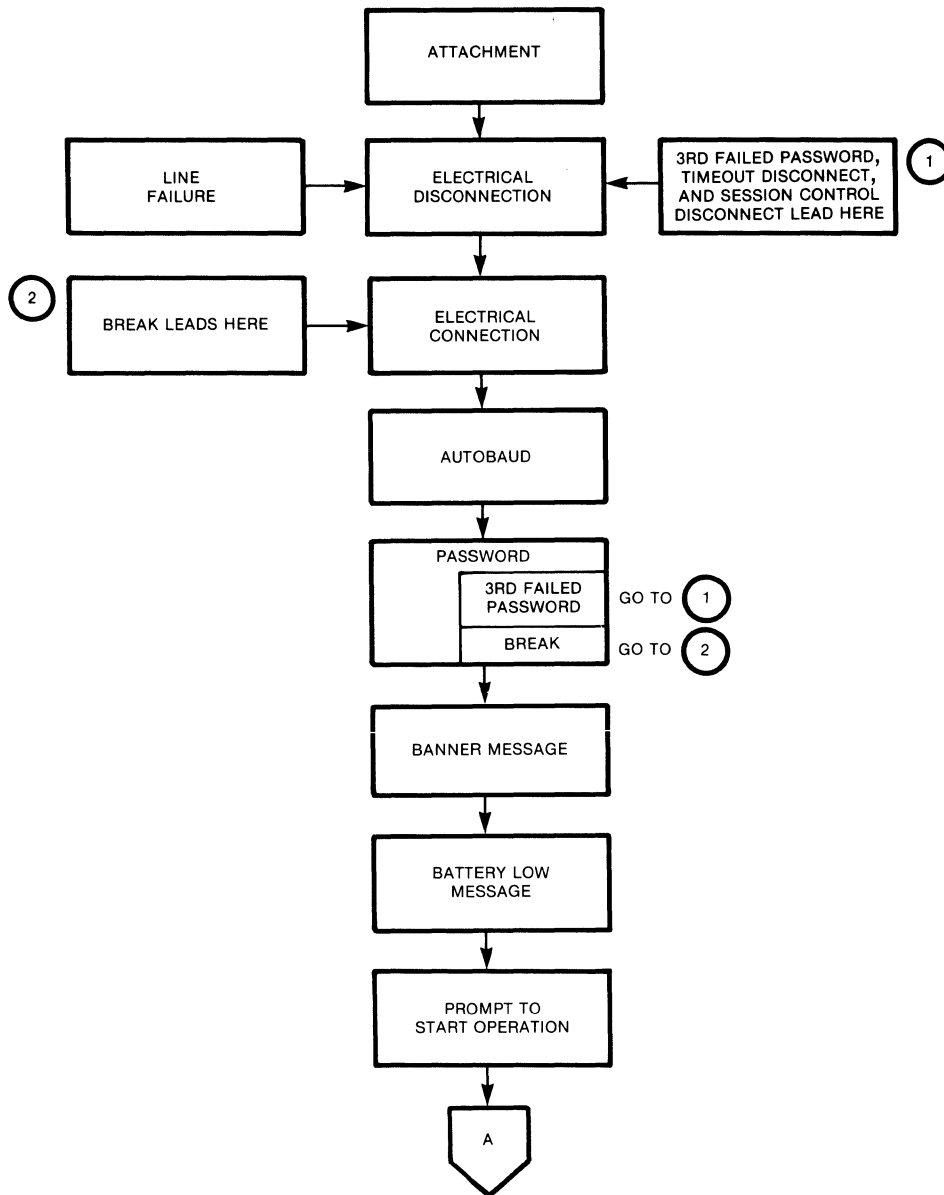 ATTACHMENT
LINE
FAILURE
ELECTRICAL
DISCONNECTION
3RD FAILED PASSWORD,
TIMEOUT DISCONNECT,
AND SESSION CONTROL
DISCONNECT LEAD HERE
1
2
BREAK LEADS HERE
ELECTRICAL
CONNECTION
AUTOBAUD
PASSWORD
3RD FAILED
PASSWORD
GO TO 1
BREAK
GO TO 2
BANNER MESSAGE
BATTERY LOW
MESSAGE
PROMPT TO
START OPERATION
A